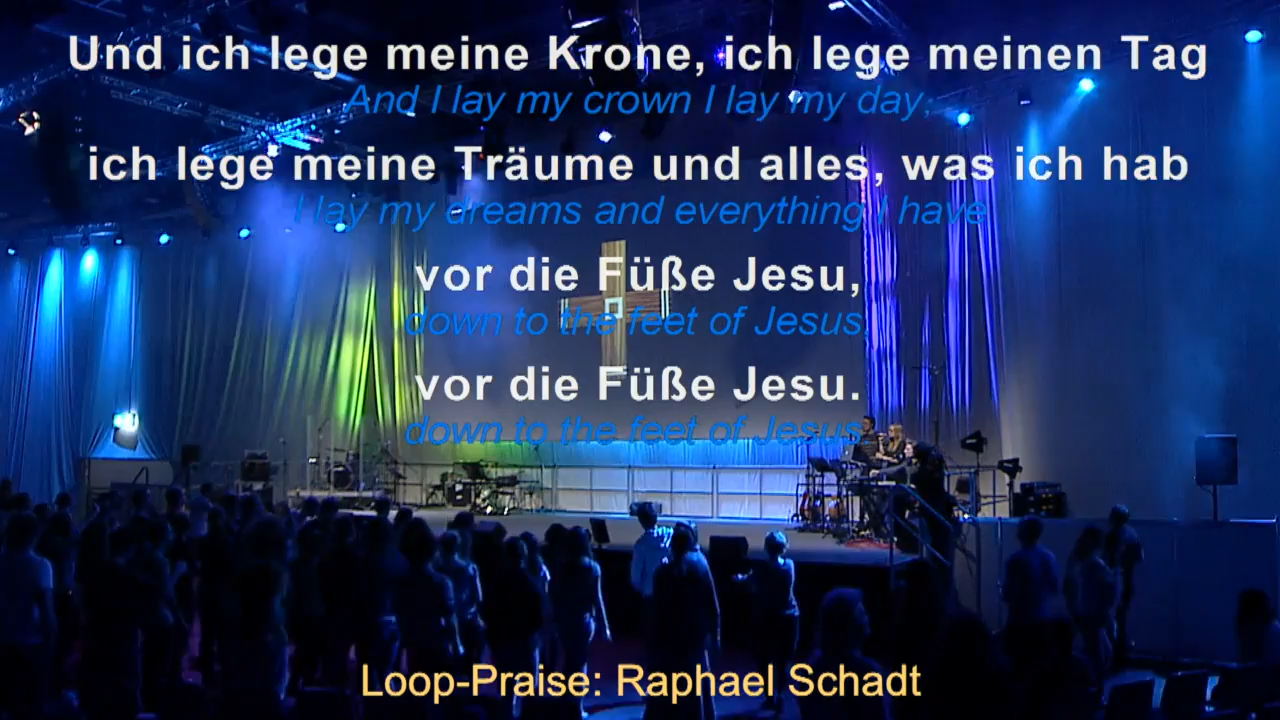 Und ich lege meine Krone, ich lege meinen Tag
And I lay my crown I lay my day,
ich lege meine Träume und alles, was ich hab
I lay my dreams and everything I have
vor die Füße Jesu,
down to the feet of Jesus,
vor die Füße Jesu.
down to the feet of Jesus.
Loop-Praise: Raphael Schadt